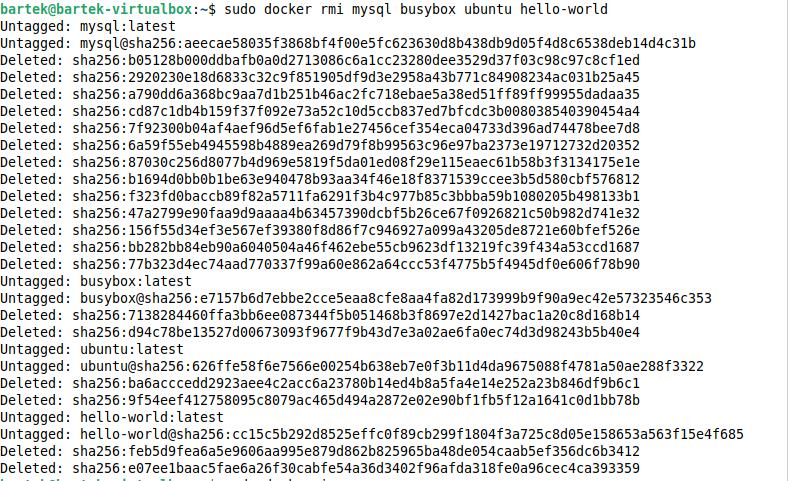 bartek@bartek-virtualbox:~$ sudo docker rmi mysql busybox ubuntu hello-world
Untagged: mysql:latest
Untagged: mysql@sha256:aeecae58035f3868bf4f00e5fc623630d8b438db9d05f4d8c6538deb14d4c31b
Deleted: sha256:b05128b000ddbafb0a0d2713086c6a1cc23280dee3529d37f03c98c97c8cf1ed
Deleted: sha256:2920230e18d6833c32c9f851905df9d3e2958a43b771c84908234ac031b25a45
Deleted: sha256:a790dd6a368bc9aa7d1b251b46ac2fc718ebae5a38ed51ff89ff99955dadaa35
Deleted: sha256:cd87c1db4b159f37f092e73a52c10d5ccb837ed7bfcdc3b008038540390454a4
Deleted: sha256:7f92300b04af4aef96d5ef6fab1e27456cef354eca04733d396ad74478bee7d8
Deleted: sha256:6a59f55eb4945598b4889ea269d79f8b99563c96e97ba2373e19712732d20352
Deleted: sha256:87030c256d8077b4d969e5819f5da01ed08f29e115eaec61b58b3f3134175e1e
Deleted: sha256:b1694d0bb0b1be63e940478b93aa34f46e18f8371539ccee3b5d580cbf576812
Deleted: sha256:f323fd0baccb89f82a5711fa6291f3b4c977b85c3bbba59b1080205b498133b1
Deleted: sha256:47a2799e90faa9d9aaaa4b63457390dcbf5b26ce67f0926821c50b982d741e32
Deleted: sha256:156f55d34ef3e567ef39380f8d86f7c946927a099a43205de8721e60bfef526e
Deleted: sha256:bb282bb84eb90a6040504a46f462ebe55cb9623df13219fc39f434a53ccd1687
Deleted: sha256:77b323d4ec74aad770337f99a60e862a64ccc53f4775b5f4945df0e606f78b90
Untagged: busybox:latest
Untagged: busybox@sha256:e7157b6d7ebbe2cce5eaa8cfe8aa4fa82d173999b9f90a9ec42e57323546c353
Deleted: sha256:7138284460ffa3bb6ee087344f5b051468b3f8697e2d1427bac1a20c8d168b14
Deleted: sha256:d94c78be13527d00673093f9677f9b43d7e3a02ae6fa0ec74d3d98243b5b40e4
Untagged: ubuntu:latest
Untagged: ubuntu@sha256:626ffe58f6e7566e00254b638eb7e0f3b11d4da9675088f4781a50ae288f3322
Deleted: sha256:ba6acccedd2923aee4c2acc6a23780b14ed4b8a5fa4e14e252a23b846df9b6c1
Deleted: sha256:9f54eef412758095c8079ac465d494a2872e02e90bf1fb5f12a1641c0d1bb78b
Untagged: hello-world:latest
Untagged: hello-world@sha256:cc15c5b292d8525effc0f89cb299f1804f3a725c8d05e158653a563f15e4f685
Deleted: sha256:feb5d9fea6a5e9606aa995e879d862b825965ba48de054caab5ef356dc6b3412
Deleted: sha256:e07ee1baac5fae6a26f30cabfe54a36d3402f96afda318fe0a96cec4ca393359